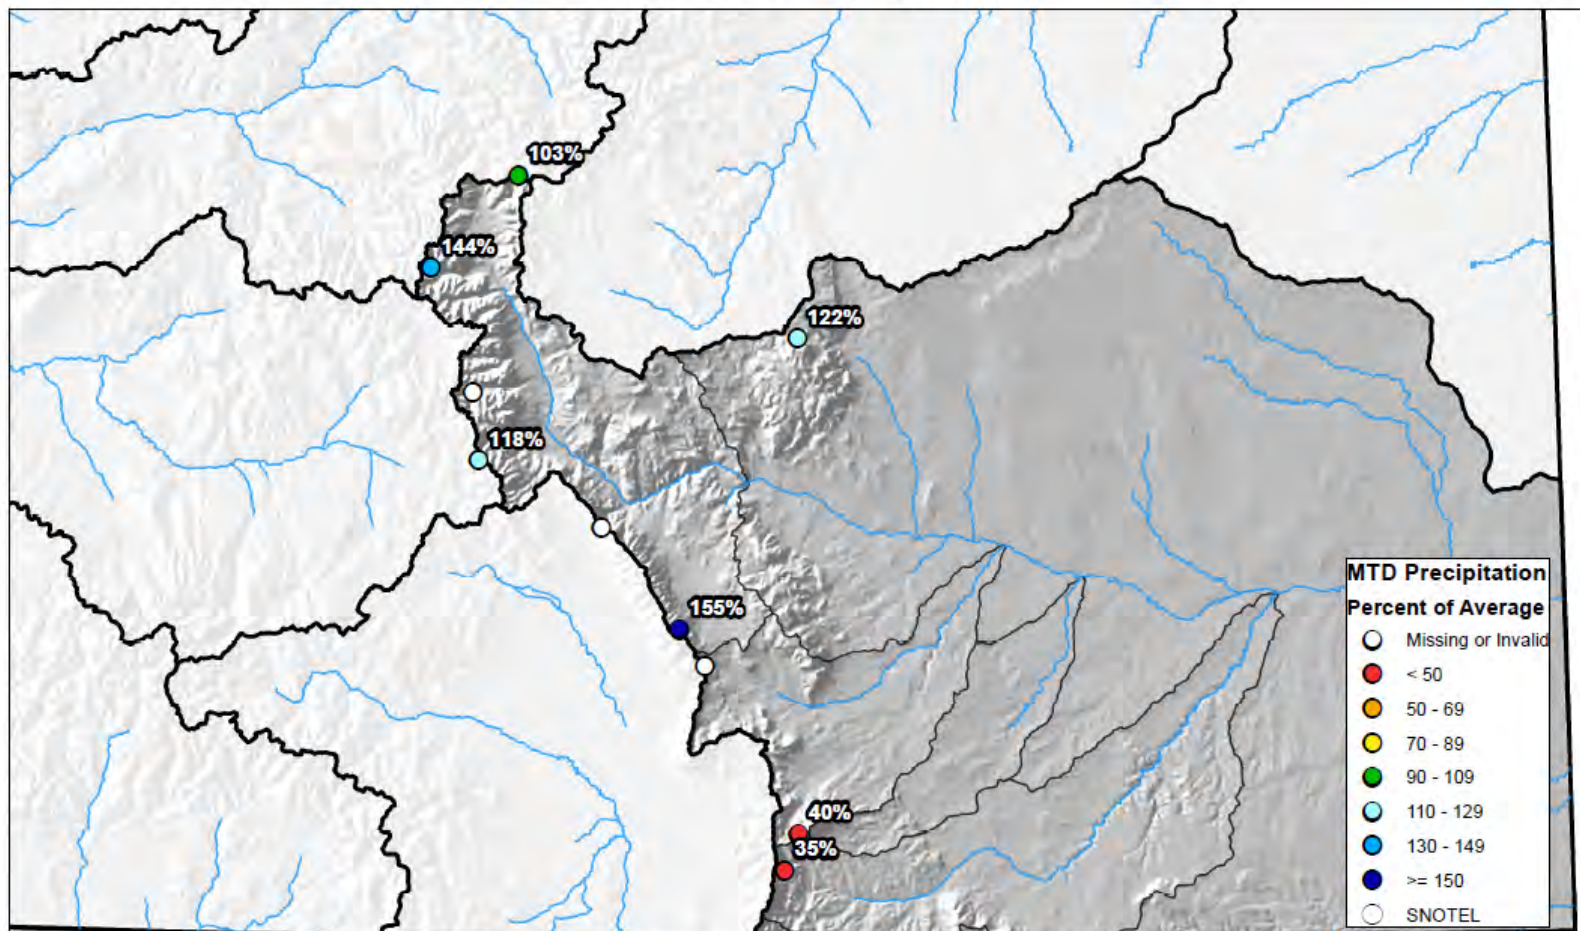 103%
144%
122%
118%
155%
40%
35%
MTD Precipitation
Percent of Average
Missing or Invalid
< 50
50 - 69
70 - 89
90 - 109
110 - 129
130 - 149
>= 150
SNOTEL